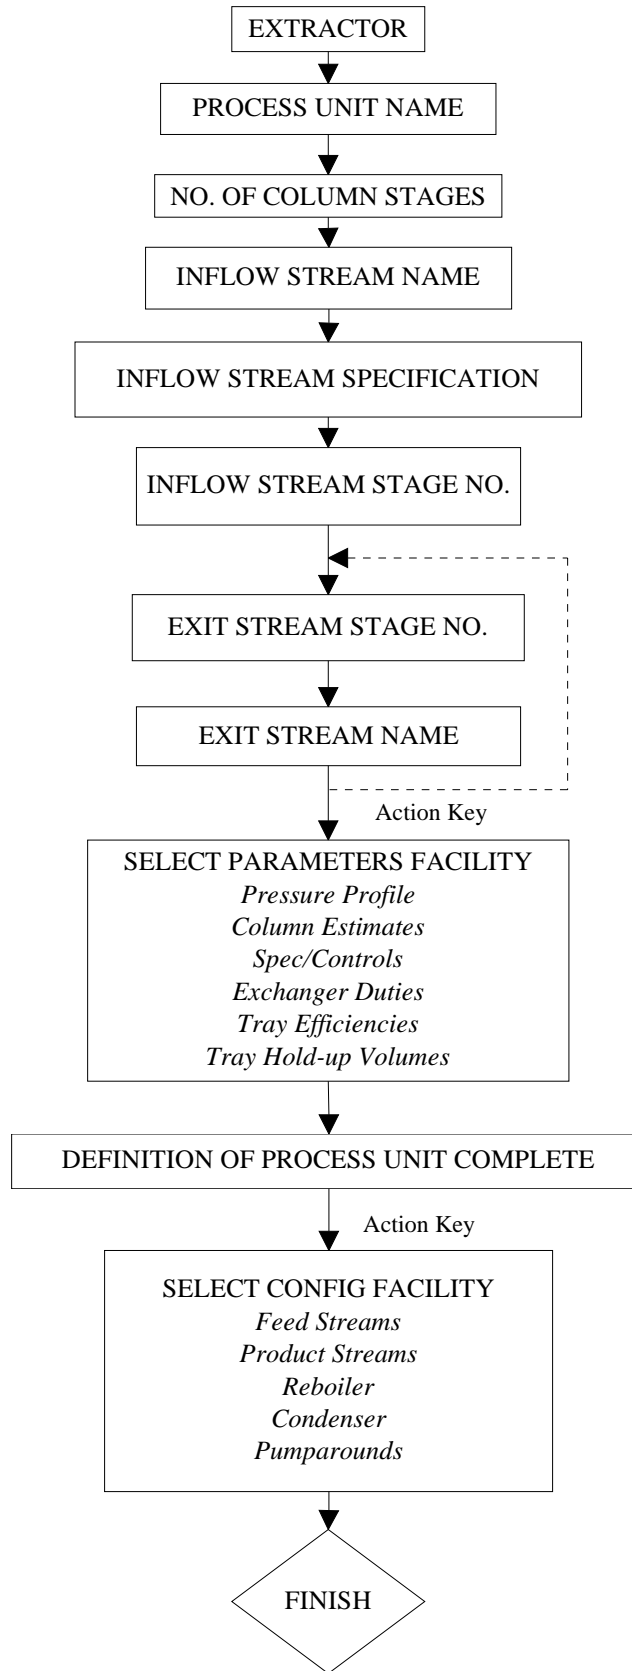 EXTRACTOR
PROCESS UNIT NAME
NO. OF COLUMN STAGES
INFLOW STREAM NAME
INFLOW STREAM SPECIFICATION
INFLOW STREAM STAGE NO.
EXIT STREAM STAGE NO.
EXIT STREAM NAME
Action Key
SELECT PARAMETERS FACILITY
Pressure Profile
Column Estimates
Spec/Controls
Exchanger Duties
Tray Efficiencies
Tray Hold-up Volumes
DEFINITION OF PROCESS UNIT COMPLETE
Action Key
SELECT CONFIG FACILITY
Feed Streams
Product Streams
Reboiler
Condenser
Pumparounds
FINISH